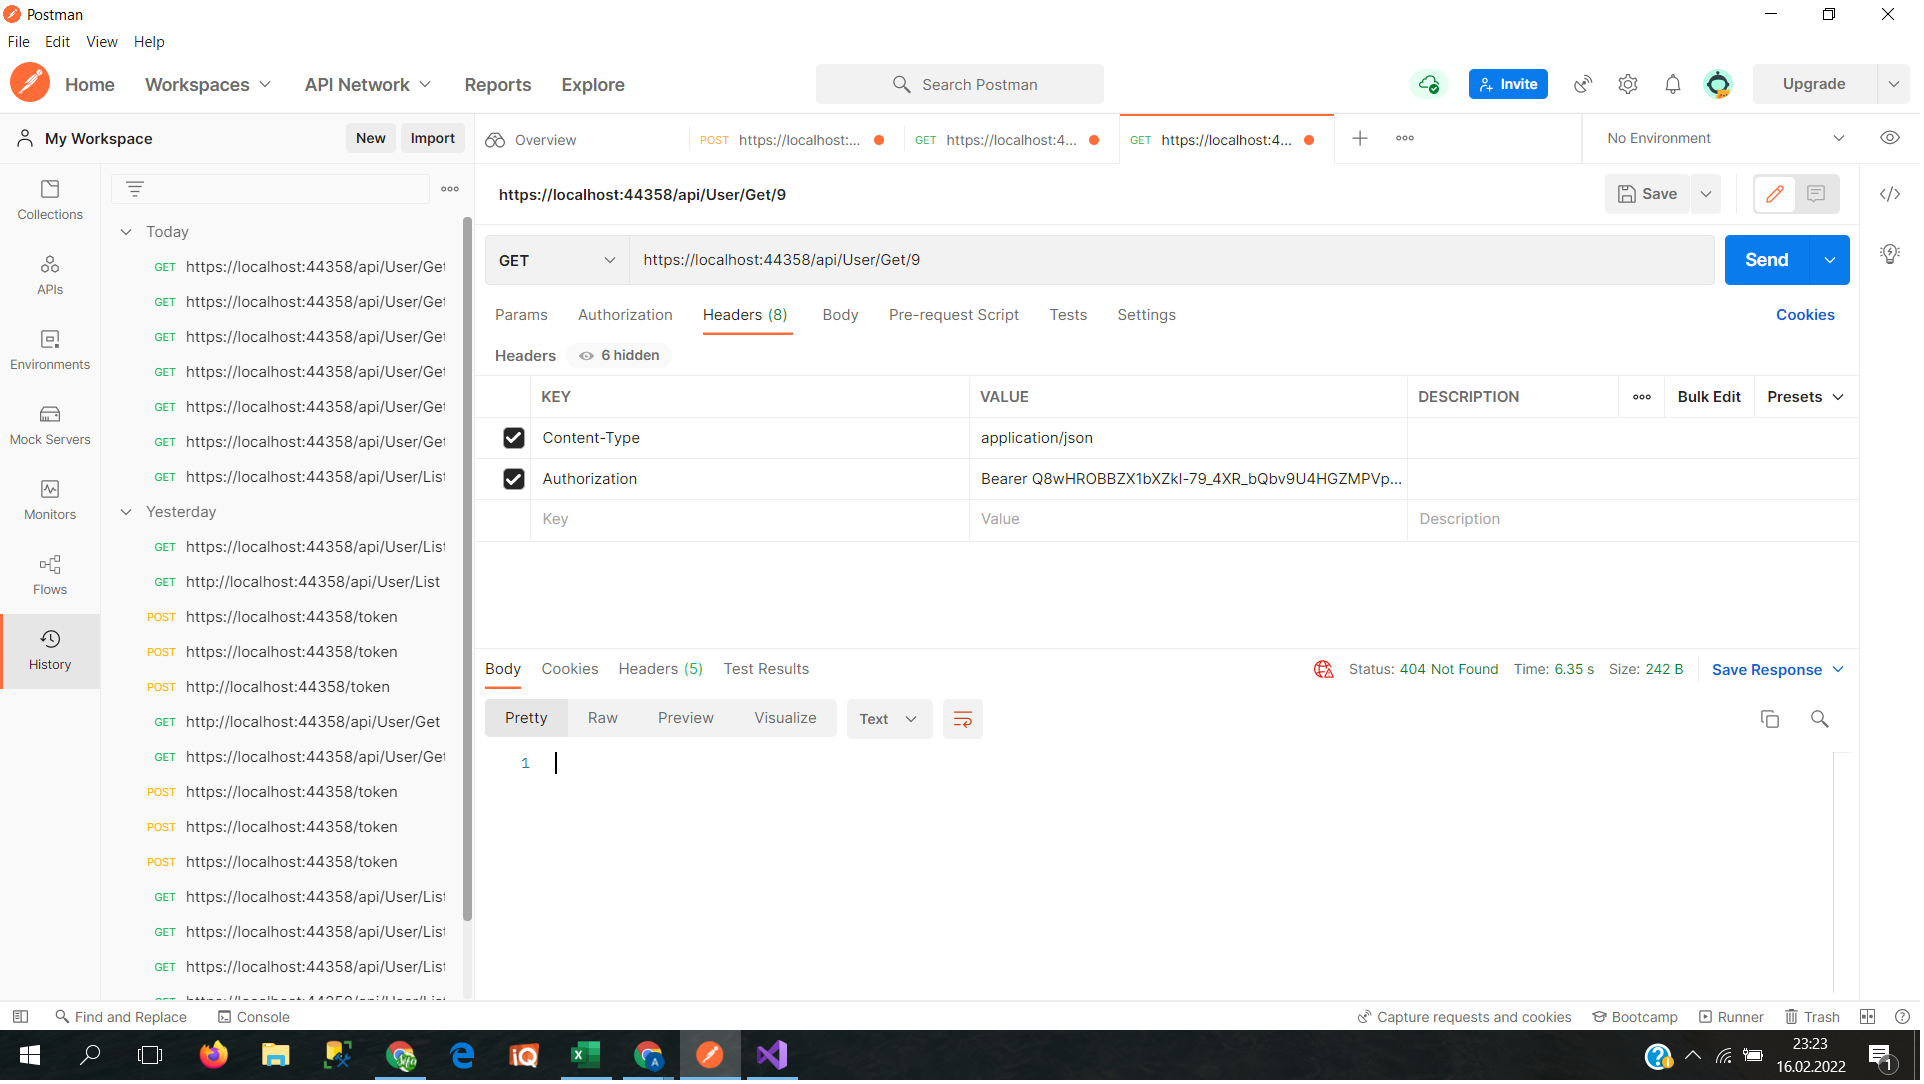 Postman
File Edit View Help
Home Workspaces API Network Reports Explore
Search Postman
Invite
Upgrade
My Workspace
New
Import
Overview
POST https://localhost:...
GET https://localhost:4...
GET https://localhost:4...
No Environment
Collections
APIs
Environments
Mock Servers
Monitors
Flows
History
Today
GET https://localhost:44358/api/User/Get
GET https://localhost:44358/api/User/Get
GET https://localhost:44358/api/User/Get
GET https://localhost:44358/api/User/Get
GET https://localhost:44358/api/User/Get
GET https://localhost:44358/api/User/Get
GET https://localhost:44358/api/User/List
Yesterday
GET https://localhost:44358/api/User/List
GET http://localhost:44358/api/User/List
POST https://localhost:44358/token
POST https://localhost:44358/token
POST http://localhost:44358/token
GET http://localhost:44358/api/User/Get
GET https://localhost:44358/api/User/Get
POST https://localhost:44358/token
POST https://localhost:44358/token
POST https://localhost:44358/token
GET https://localhost:44358/api/User/List
GET https://localhost:44358/api/User/List
GET https://localhost:44358/api/User/List
https://localhost:44358/api/User/Get/9
Save
GET https://localhost:44358/api/User/Get/9
Send
Params Authorization Headers (8) Body Pre-request Script Tests Settings
Cookies
Headers 6 hidden
KEY VALUE DESCRIPTION
Bulk Edit Presets
Content-Type application/json
Authorization Bearer Q8wHROBBZX1bXZkI-79_4XR_bQbv9U4HGZMPVp...
Key Value Description
Body Cookies Headers (5) Test Results
Status: 404 Not Found Time: 6.35 s Size: 242 B
Save Response
Pretty Raw Preview Visualize
Text
1
Find and Replace
Console
Capture requests and cookies
Bootcamp
Runner
Trash
23:23
16.02.2022
1